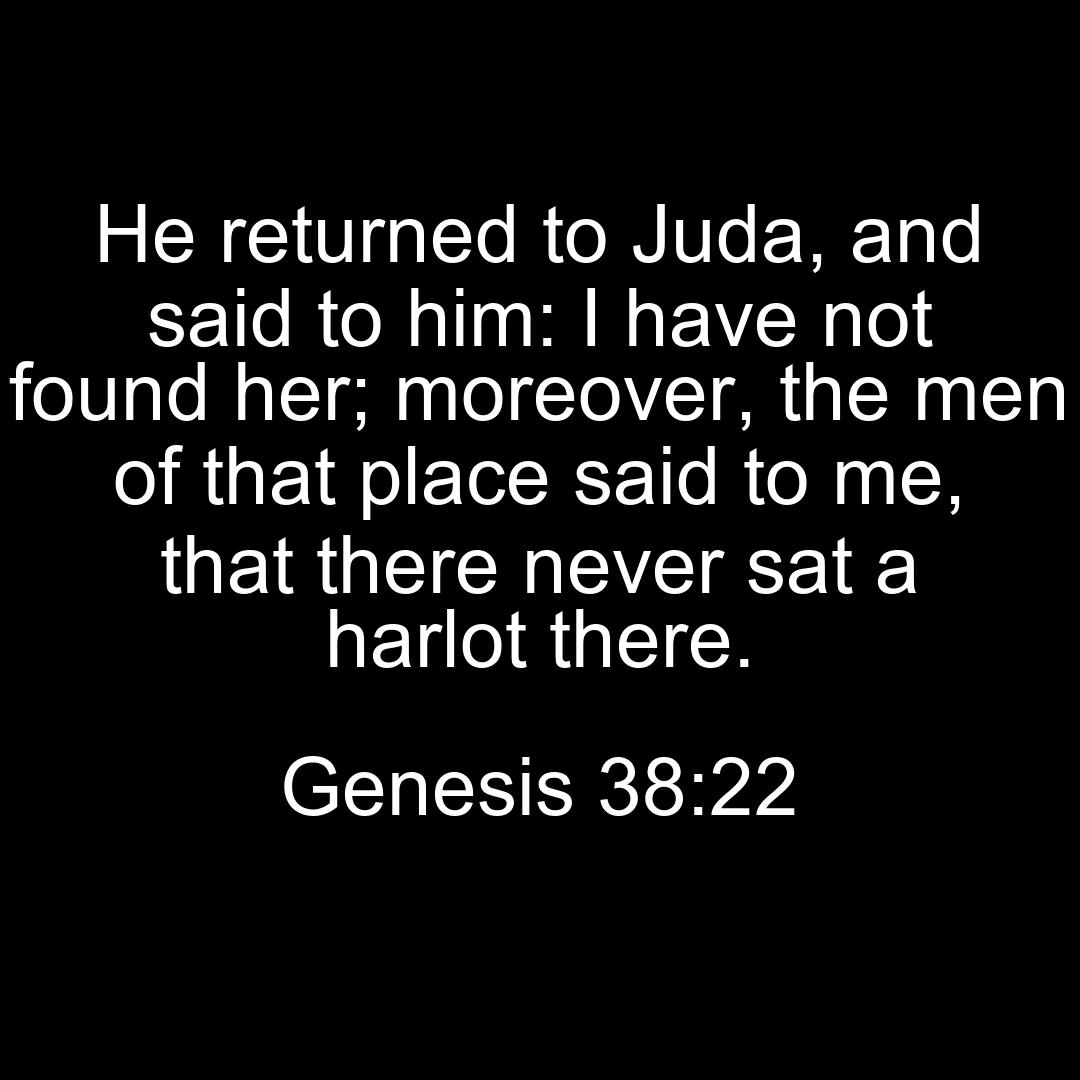 He returned to Juda, and
said to him: I have not
found her; moreover, the men
of that place said to me,
that there never sat a
harlot there.
Genesis 38:22